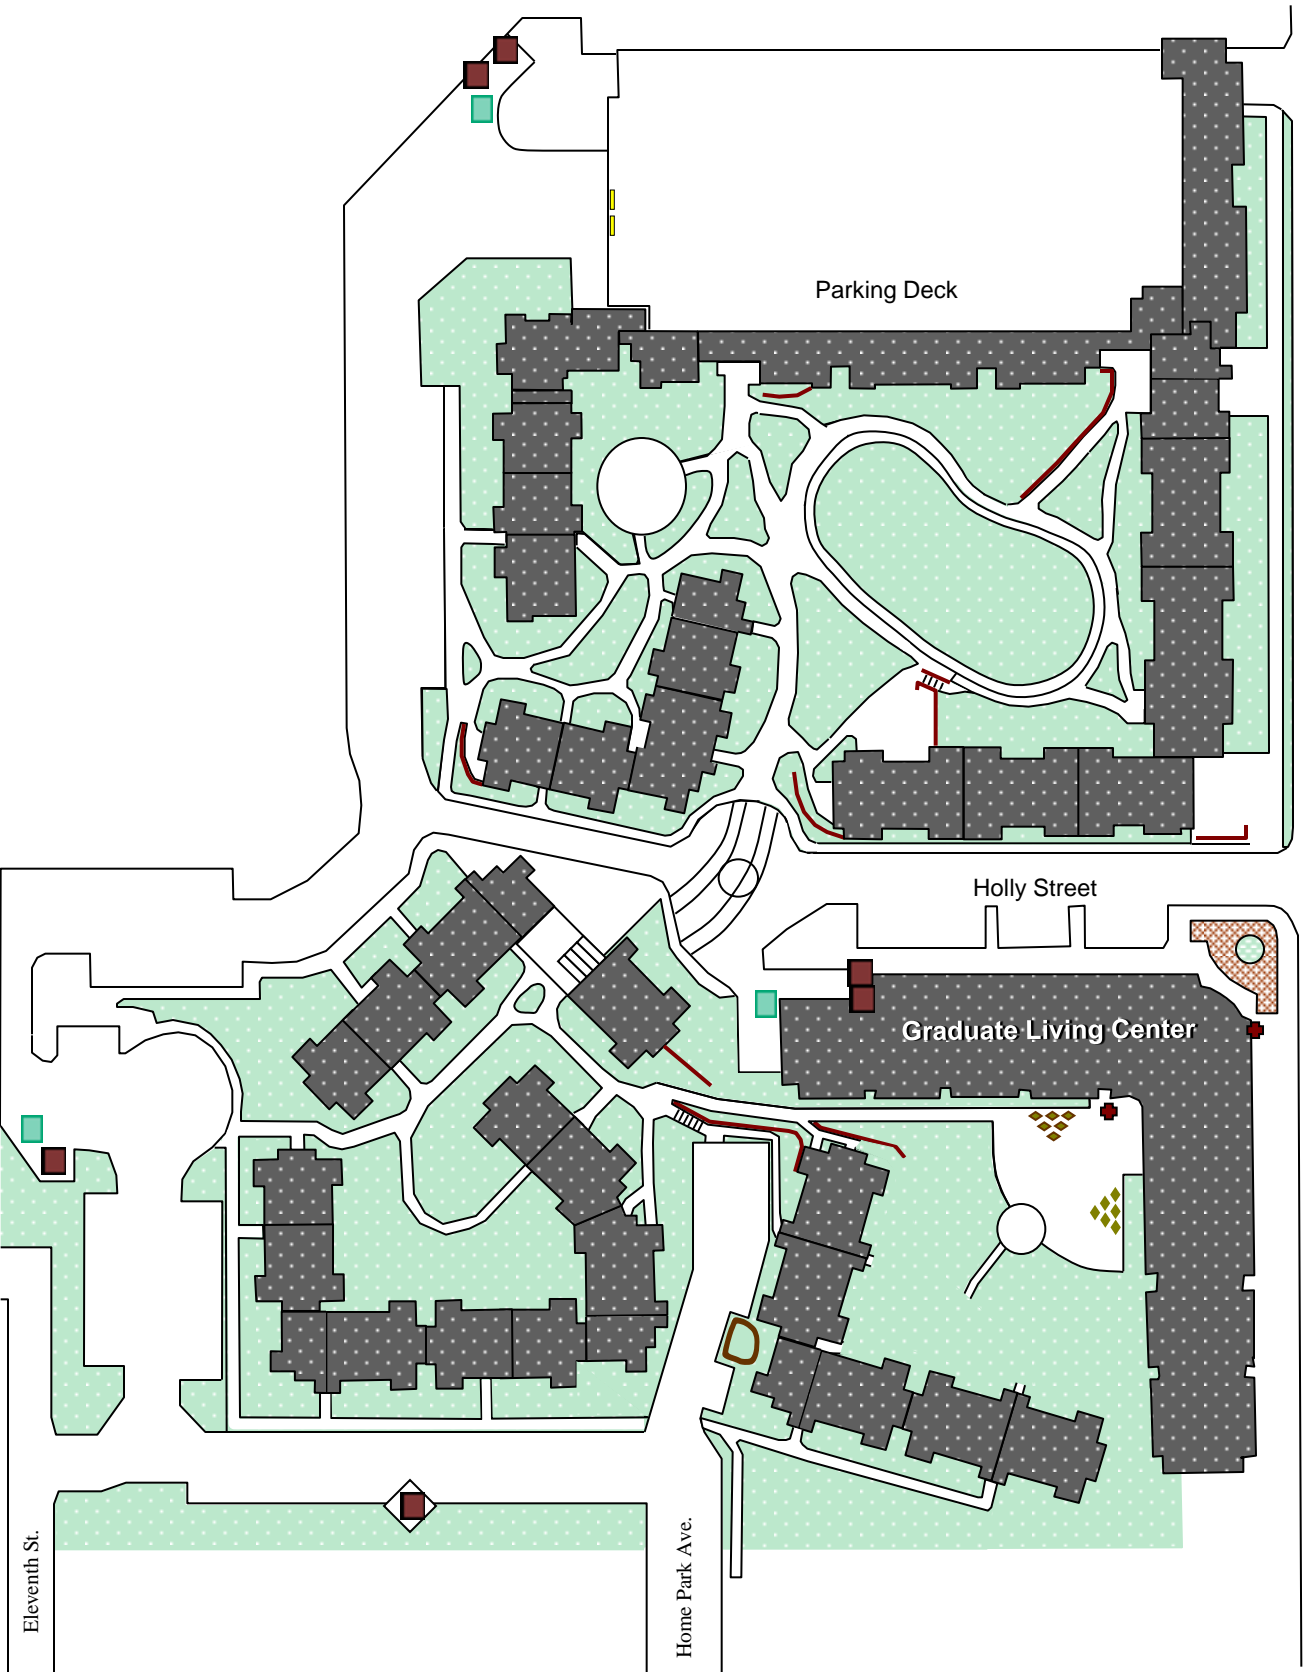 Parking Deck
Holly Street
Graduate Living Center
Eleventh St.
Home Park Ave.